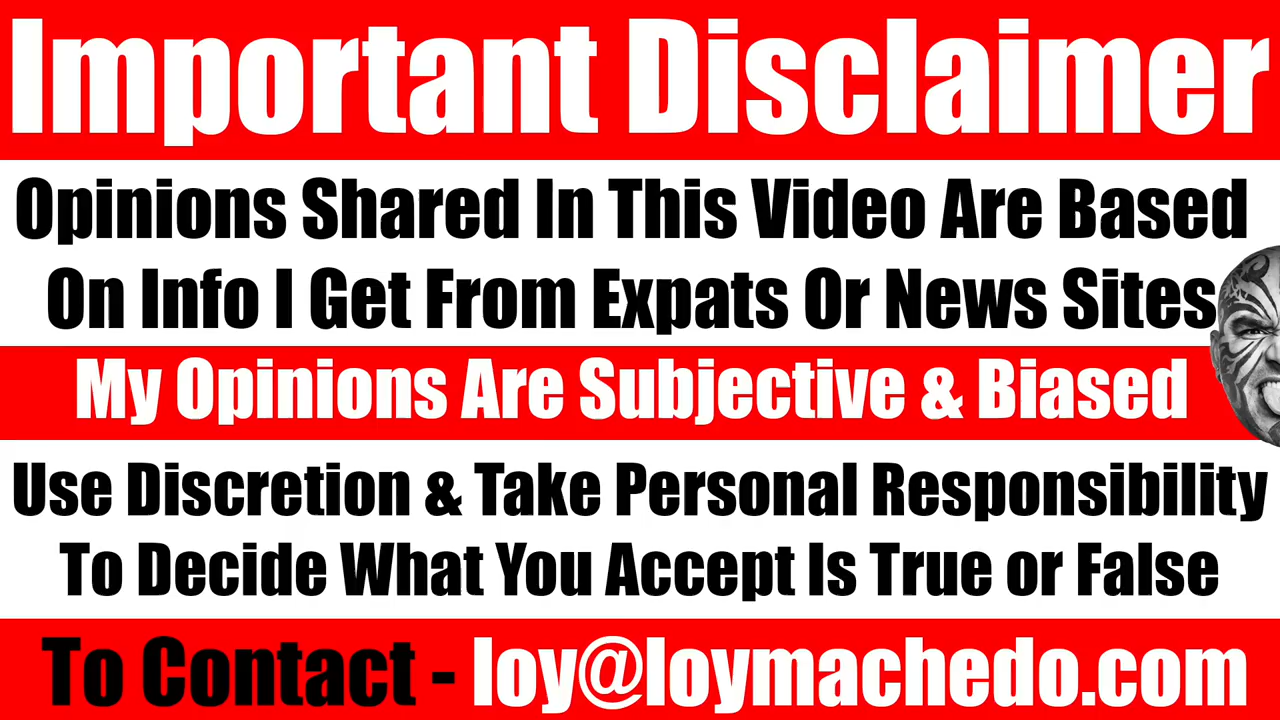 Important Disclaimer
Opinions Shared In This Video Are Based
On Info I Get From Expats Or News Sites
My Opinions Are Subjective & Biased
Use Discretion & Take Personal Responsibility
To Decide What You Accept Is True or False
To Contact - loy@loymachedo.com